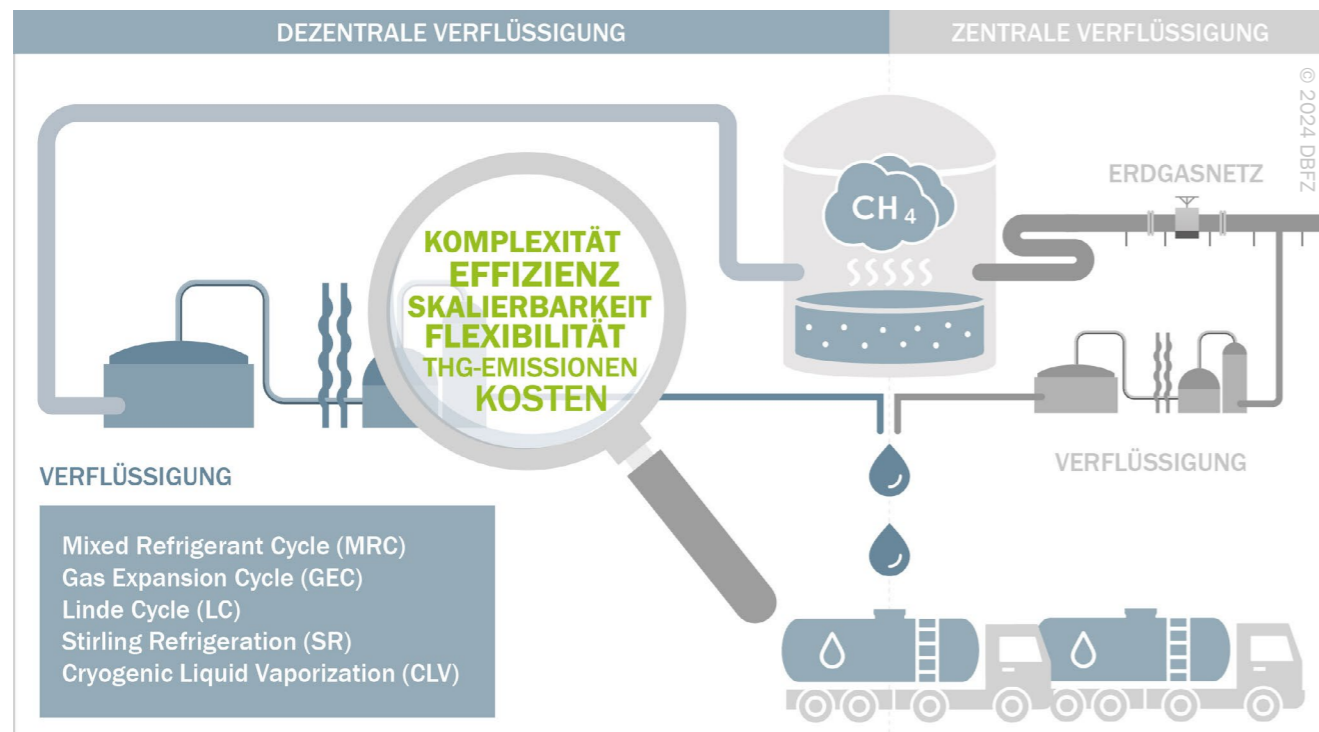 DEZENTRALE VERFLÜSSIGUNG
ZENTRALE VERFLÜSSIGUNG
© 2024 DBFZ
ERDGASNETZ
CH4
KOMPLEXITÄT
EFFIZIENZ
SKALIERBARKEIT
FLEXIBILITÄT
THG-EMISSIONEN
KOSTEN
VERFLÜSSIGUNG
VERFLÜSSIGUNG
Mixed Refrigerant Cycle (MRC)
Gas Expansion Cycle (GEC)
Linde Cycle (LC)
Stirling Refrigeration (SR)
Cryogenic Liquid Vaporization (CLV)